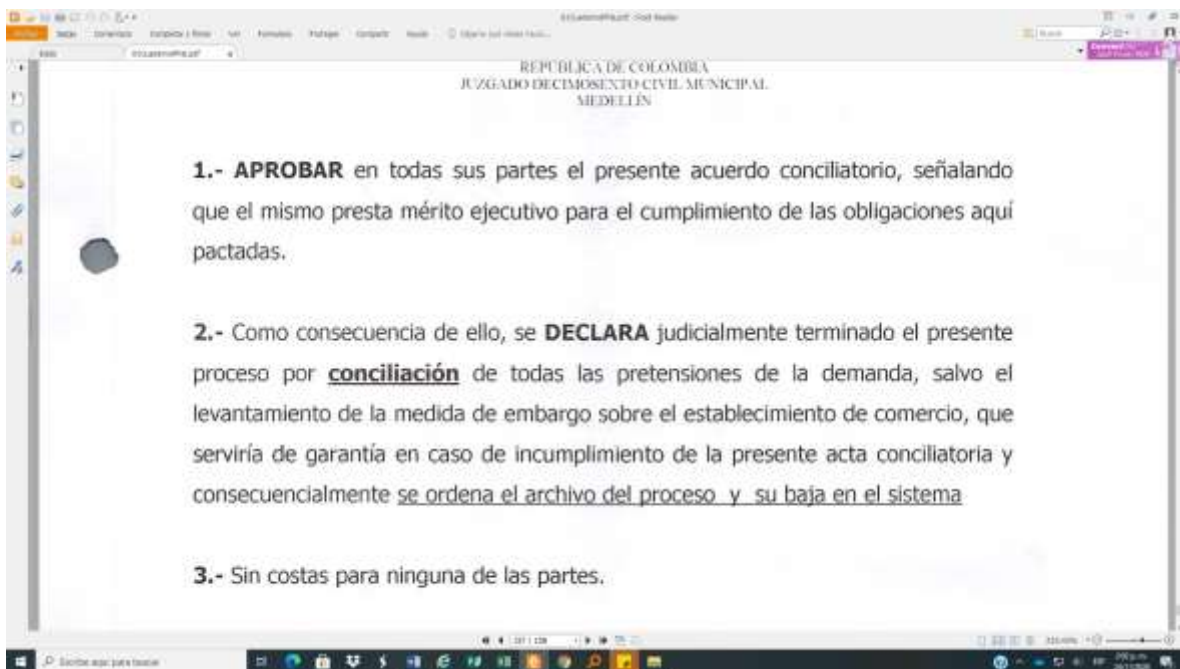 REPUBLICA DE COLOMBIA
JUZGADO DECIMOSEXTO CIVIL MUNICIPAL
MEDELLÍN
1.- APROBAR en todas sus partes el presente acuerdo conciliatorio, señalando
que el mismo presta mérito ejecutivo para el cumplimiento de las obligaciones aquí
pactadas.
2.- Como consecuencia de ello, se DECLARA judicialmente terminado el presente
proceso por conciliación de todas las pretensiones de la demanda, salvo el
levantamiento de la medida de embargo sobre el establecimiento de comercio, que
serviría de garantía en caso de incumplimiento de la presente acta conciliatoria y
consecuencialmente se ordena el archivo del proceso y su baja en el sistema
3.- Sin costas para ninguna de las partes.
Escribe aquí para buscar